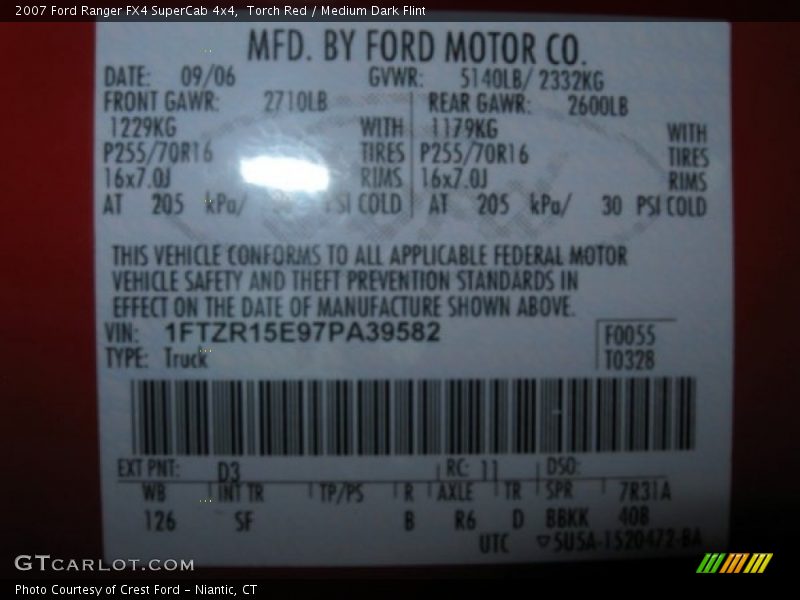 2007 Ford Ranger FX4 SuperCab 4x4, Torch Red / Medium Dark Flint
MFD. BY FORD MOTOR CO.
DATE: 09/06 GVWR: 5140LB/ 2332KG
FRONT GAWR: 2710LB REAR GAWR: 2600LB
1229KG WITH 1179KG WITH
P255/70R16 TIRES P255/70R16 TIRES
16x7.0J RIMS 16x7.0J RIMS
AT 205 kPa/ PSI COLD AT 205 kPa/ 30 PSI COLD
THIS VEHICLE CONFORMS TO ALL APPLICABLE FEDERAL MOTOR
VEHICLE SAFETY AND THEFT PREVENTION STANDARDS IN
EFFECT ON THE DATE OF MANUFACTURE SHOWN ABOVE.
VIN: 1FTZR15E97PA39582 F0055
TYPE: Truck T0328
EXT PNT: D3 RC: 11 DSO:
WB INT TR TP/PS R AXLE TR SPR 7R31A
126 SF B R6 D BBKK 40B
UTC ▽5USA-1520472-BA
GTCARLOT.COM
Photo Courtesy of Crest Ford - Niantic, CT